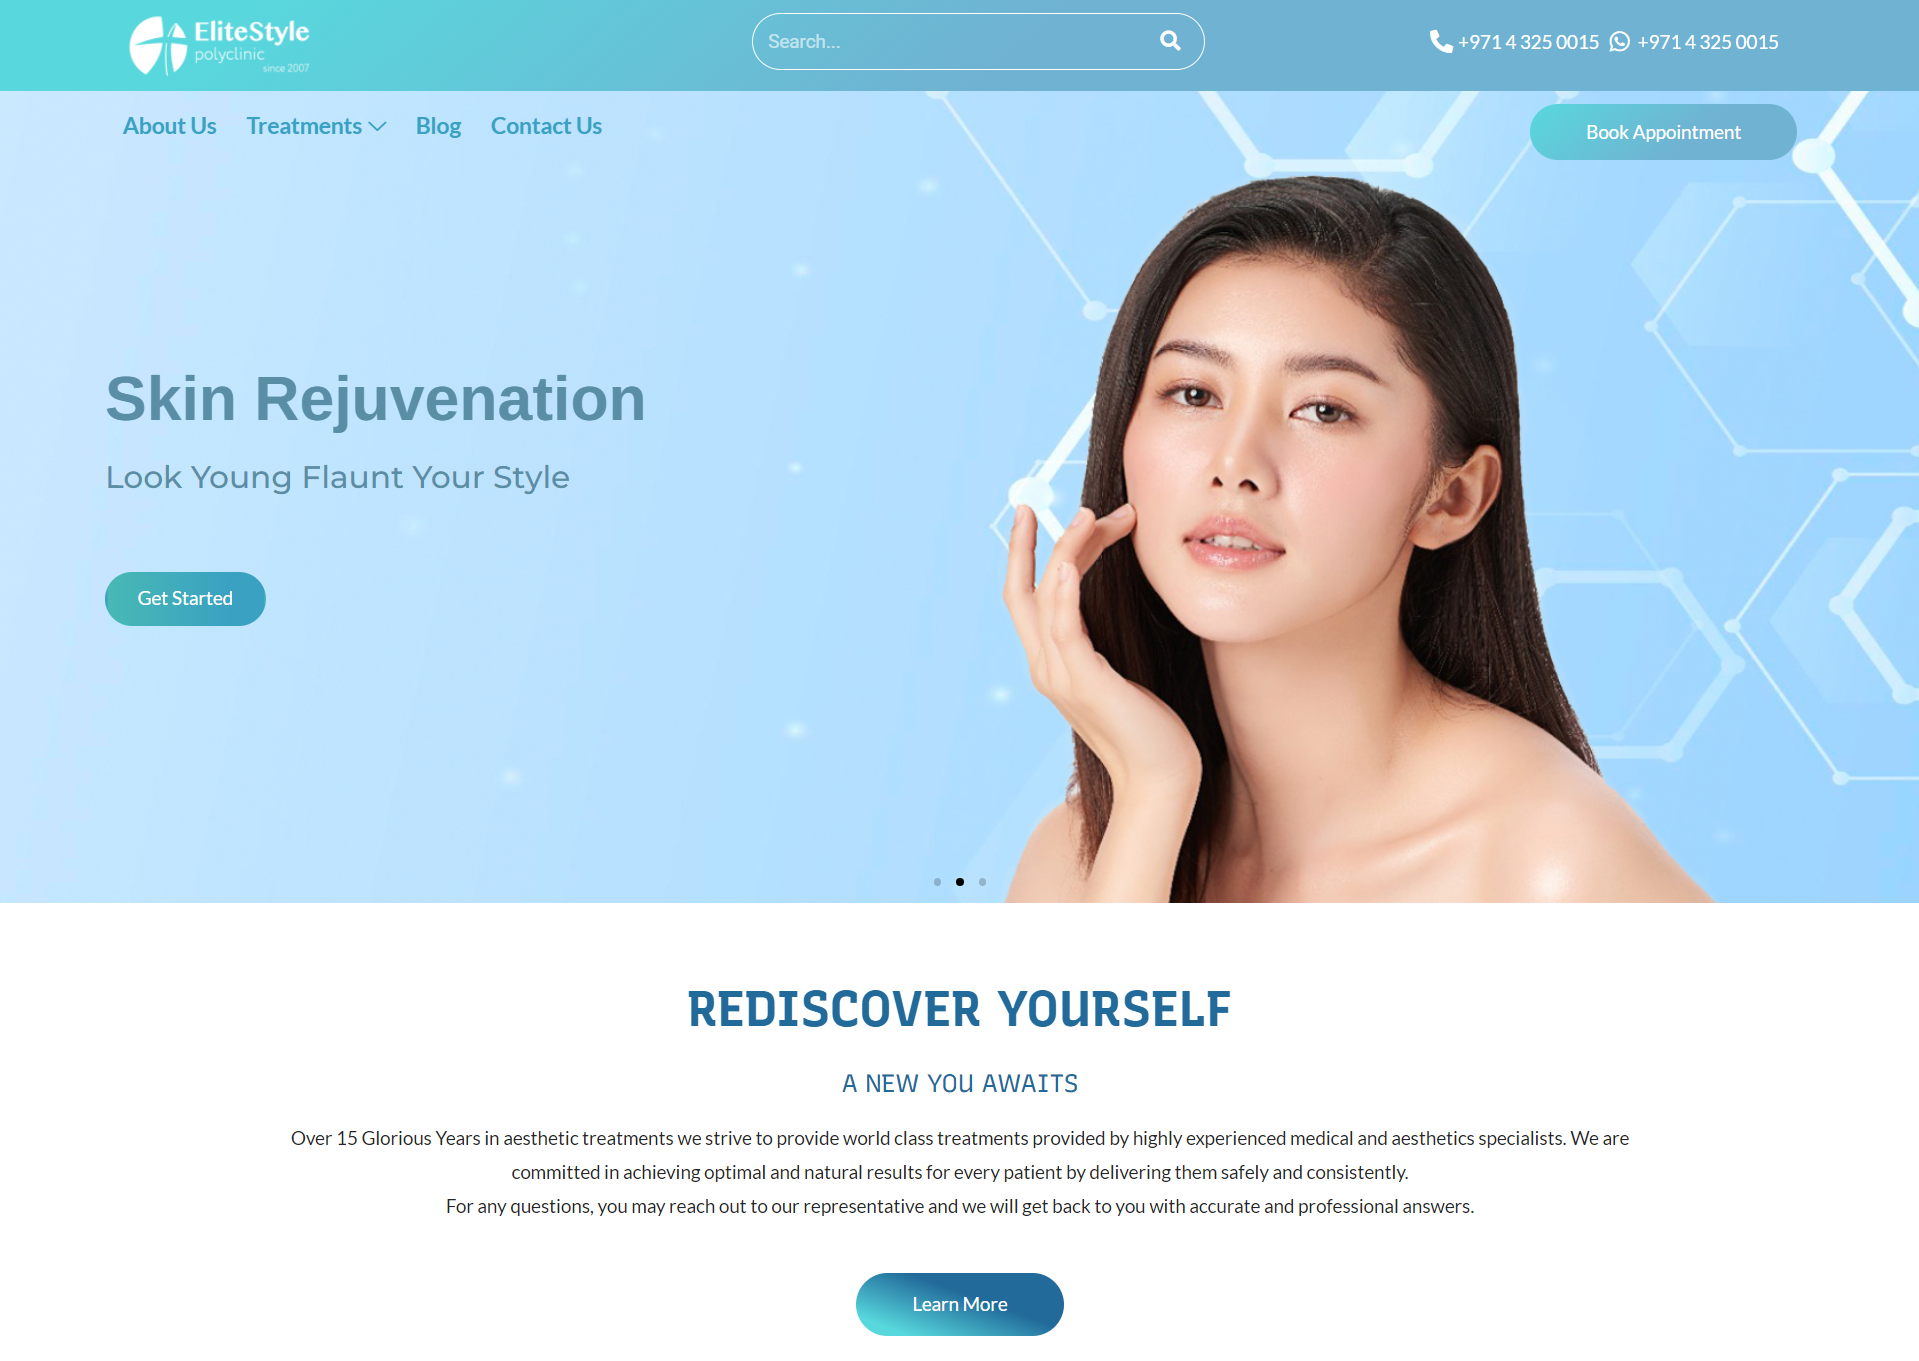 EliteStyle
polyclinic
since 2007
Search...
+971 4 325 0015 +971 4 325 0015
About Us Treatments Blog Contact Us
Book Appointment
Skin Rejuvenation
Look Young Flaunt Your Style
Get Started
REDISCOVER YOURSELF
A NEW YOU AWAITS
Over 15 Glorious Years in aesthetic treatments we strive to provide world class treatments provided by highly experienced medical and aesthetics specialists. We are
committed in achieving optimal and natural results for every patient by delivering them safely and consistently.
For any questions, you may reach out to our representative and we will get back to you with accurate and professional answers.
Learn More